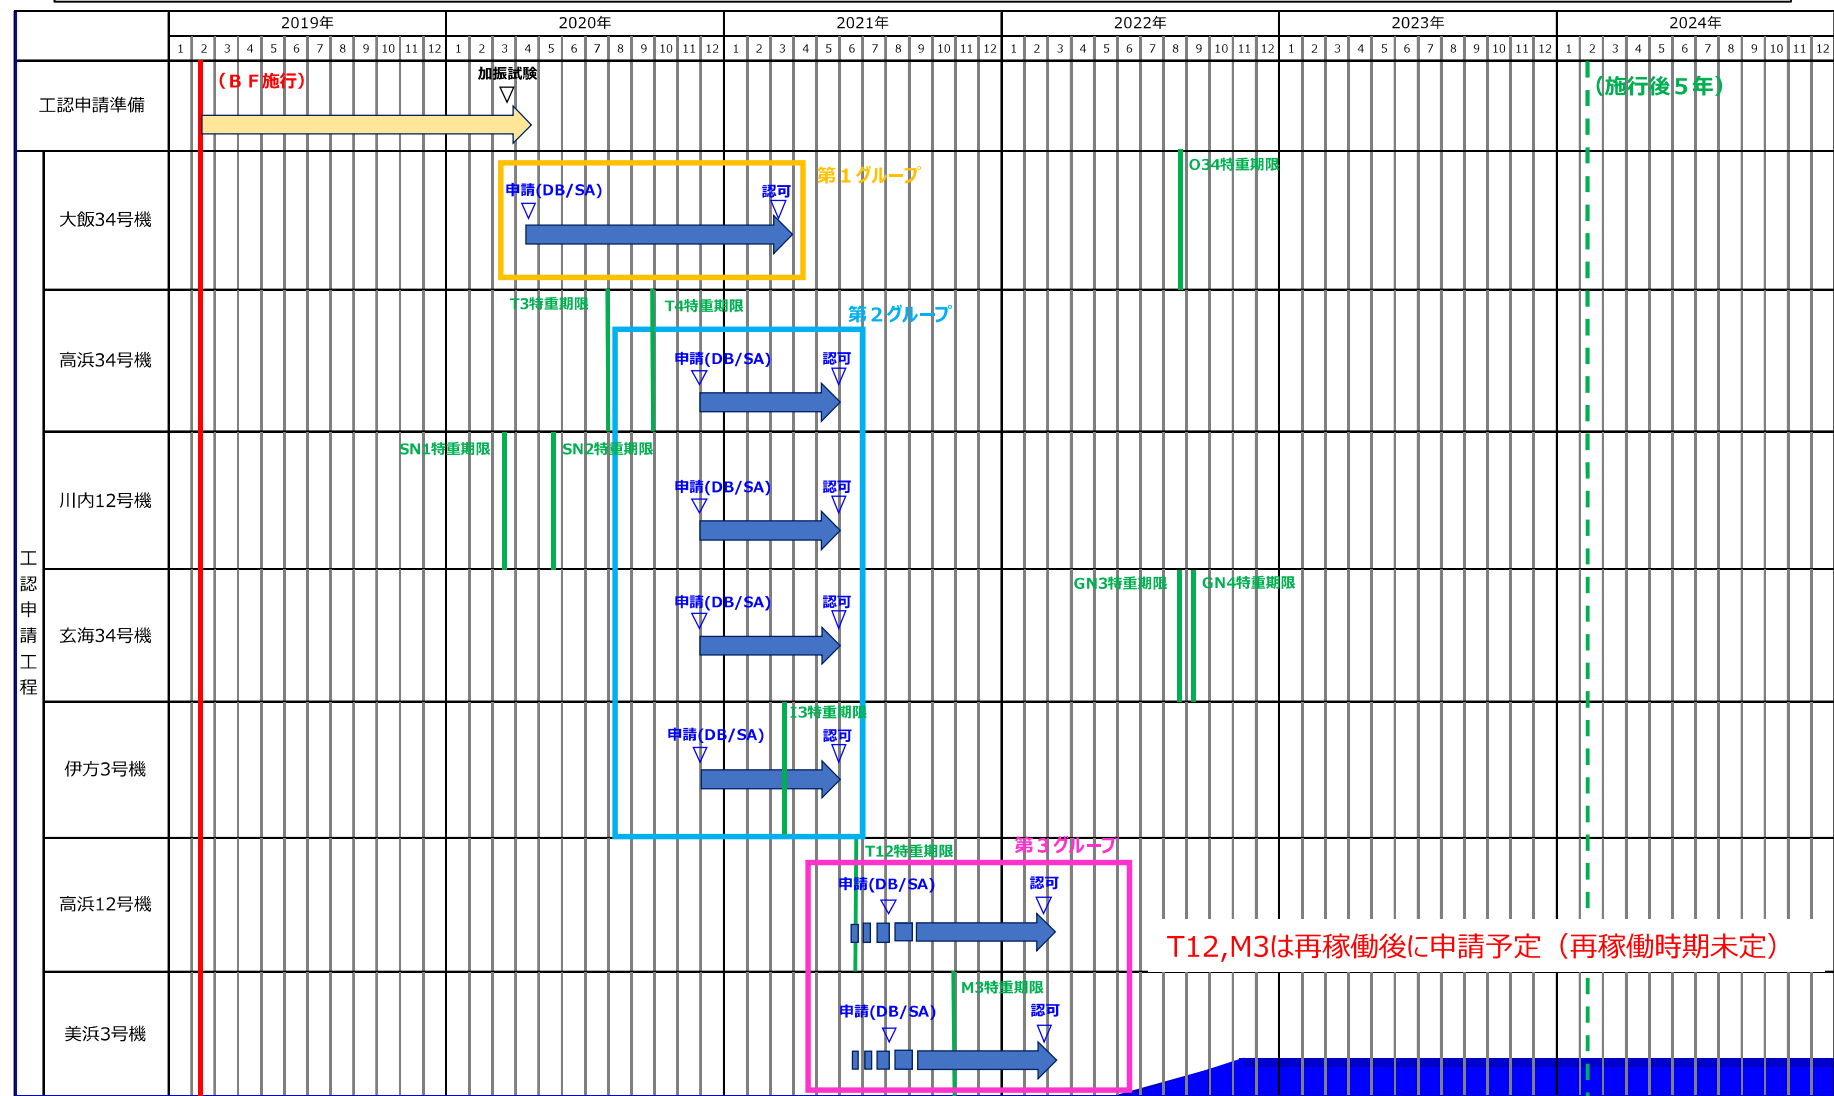 2019年 2020年 2021年 2022年 2023年 2024年
1 2 3 4 5 6 7 8 9 10 11 12 1 2 3 4 5 6 7 8 9 10 11 12 1 2 3 4 5 6 7 8 9 10 11 12 1 2 3 4 5 6 7 8 9 10 11 12 1 2 3 4 5 6 7 8 9 10 11 12 1 2 3 4 5 6 7 8 9 10 11 12
工認申請準備
（ＢＦ施行）
加振試験
（施行後５年）
工認申請工程
大飯34号機
申請(DB/SA)
認可
第１グループ
O34特重期限
高浜34号機
T3特重期限
T4特重期限
第２グループ
申請(DB/SA)
認可
川内12号機
SN1特重期限
SN2特重期限
申請(DB/SA)
認可
玄海34号機
申請(DB/SA)
認可
GN3特重期限
GN4特重期限
伊方3号機
申請(DB/SA)
I3特重期限
認可
高浜12号機
T12特重期限
第３グループ
申請(DB/SA)
認可
T12,M3は再稼働後に申請予定（再稼働時期未定）
美浜3号機
M3特重期限
申請(DB/SA)
認可